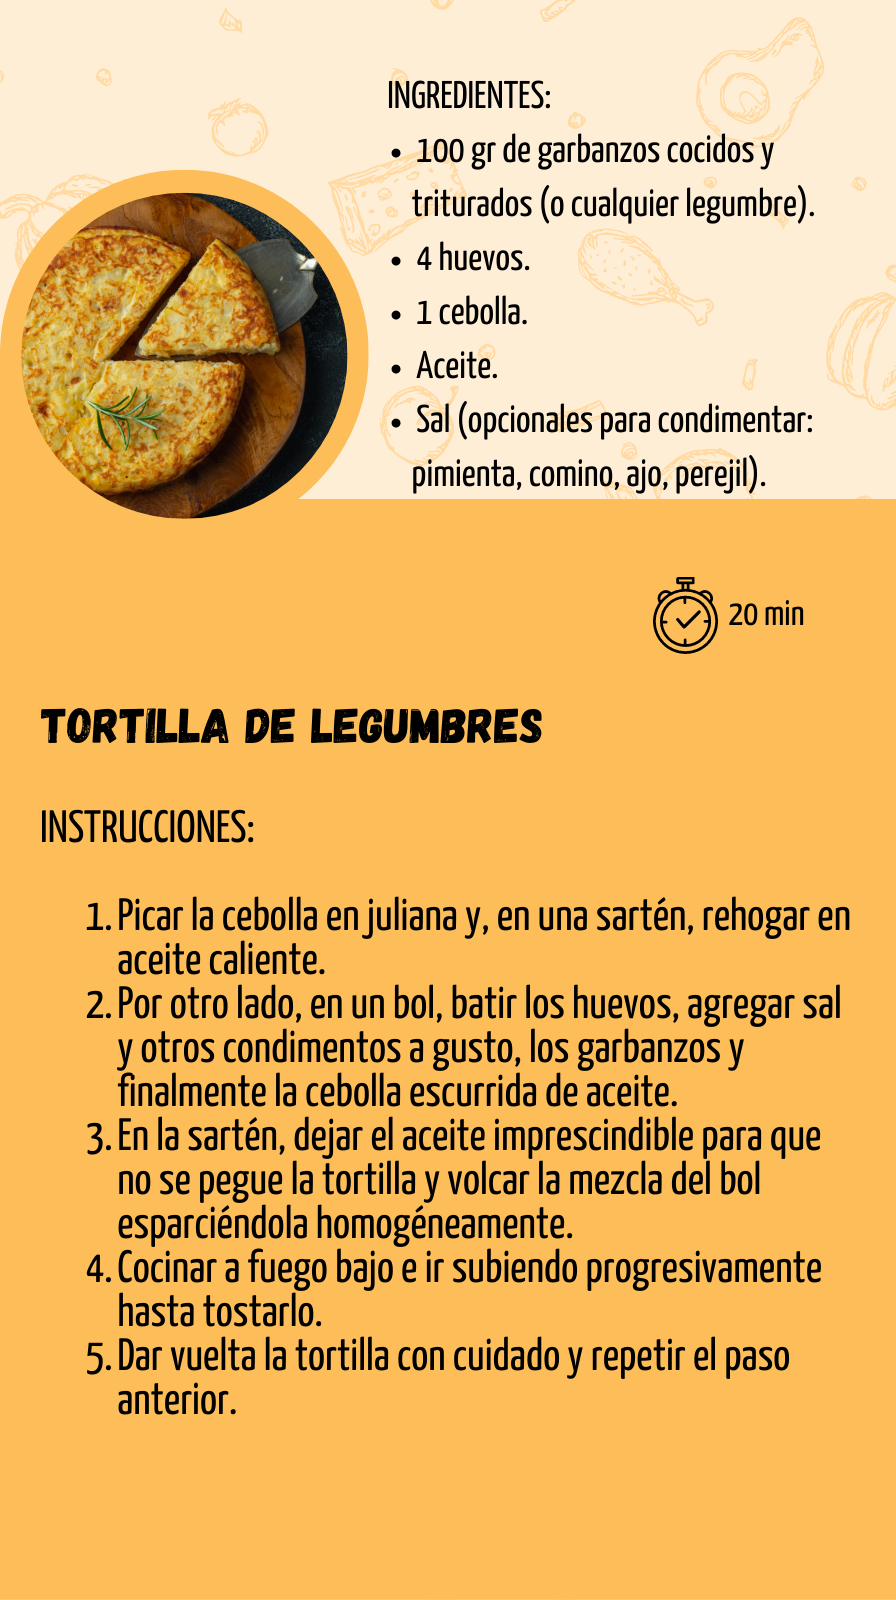 INGREDIENTES:
• 100 gr de garbanzos cocidos y
triturados (o cualquier legumbre).
• 4 huevos.
• 1 cebolla.
• Aceite.
• Sal (opcionales para condimentar:
pimienta, comino, ajo, perejil).
20 min
TORTILLA DE LEGUMBRES
INSTRUCCIONES:
1. Picar la cebolla en juliana y, en una sartén, rehogar en
aceite caliente.
2. Por otro lado, en un bol, batir los huevos, agregar sal
y otros condimentos a gusto, los garbanzos y
finalmente la cebolla escurrida de aceite.
3. En la sartén, dejar el aceite imprescindible para que
no se pegue la tortilla y volcar la mezcla del bol
esparciéndola homogéneamente.
4. Cocinar a fuego bajo e ir subiendo progresivamente
hasta tostarlo.
5. Dar vuelta la tortilla con cuidado y repetir el paso
anterior.